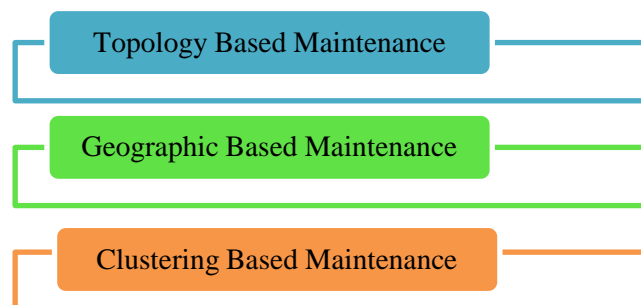 Topology Based Maintenance
Geographic Based Maintenance
Clustering Based Maintenance